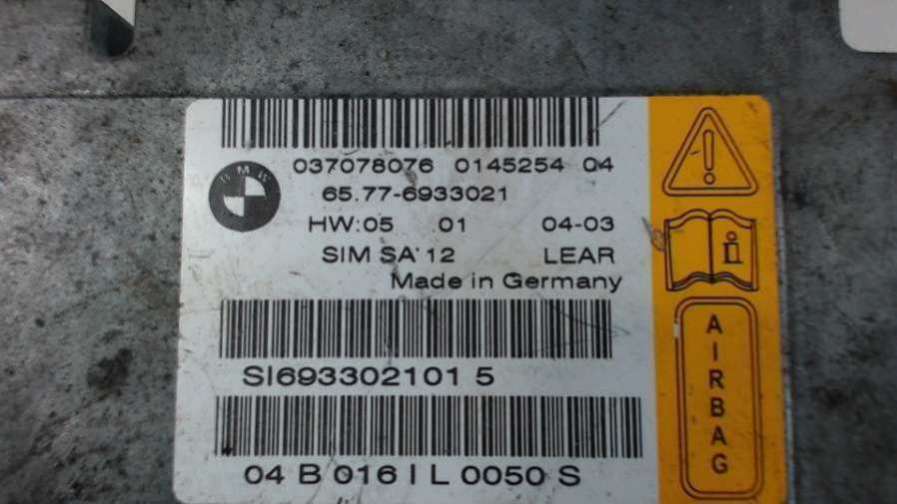 037078076 0145254 04
BMW
65.77-6933021
HW:05 01 04-03
SIM SA 12 LEAR
Made in Germany
SI693302101 5
04 B 016 I L 0050 S
AIRBAG